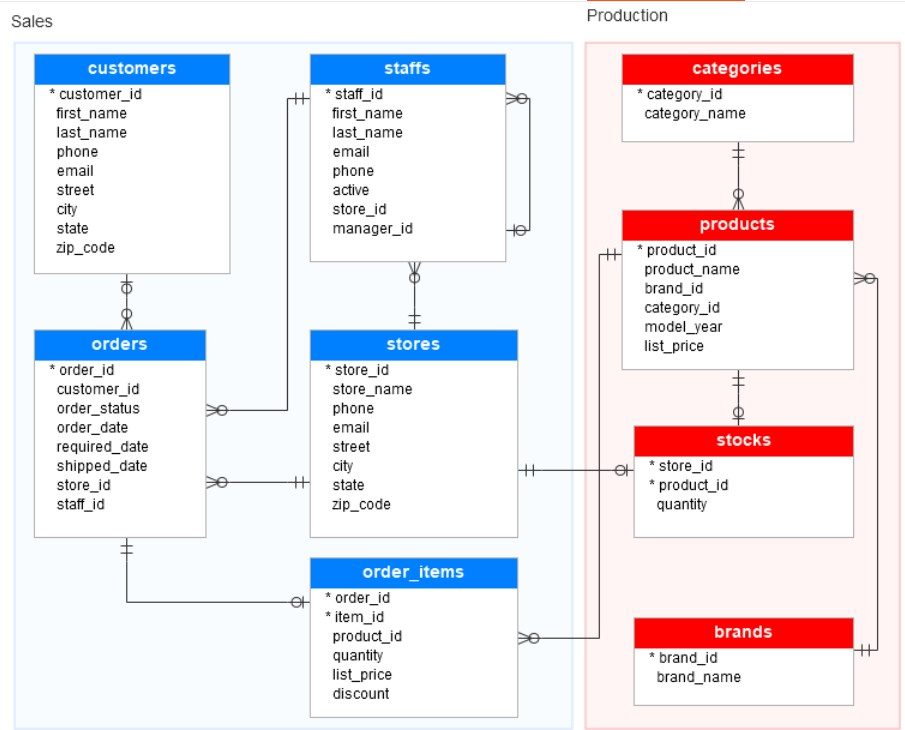 Sales
Production
customers
* customer_id
first_name
last_name
phone
email
street
city
state
zip_code
staffs
* staff_id
first_name
last_name
email
phone
active
store_id
manager_id
categories
* category_id
category_name
products
* product_id
product_name
brand_id
category_id
model_year
list_price
orders
* order_id
customer_id
order_status
order_date
required_date
shipped_date
store_id
staff_id
stores
* store_id
store_name
phone
email
street
city
state
zip_code
stocks
* store_id
* product_id
quantity
order_items
* order_id
* item_id
product_id
quantity
list_price
discount
brands
* brand_id
brand_name